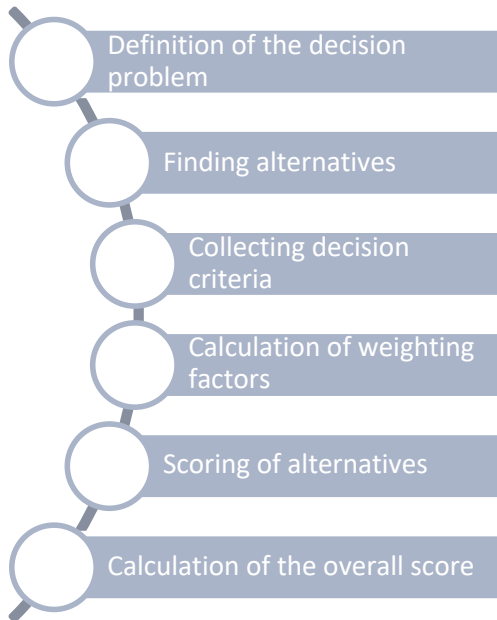 Definition of the decision
problem
Finding alternatives
Collecting decision
criteria
Calculation of weighting
factors
Scoring of alternatives
Calculation of the overall score